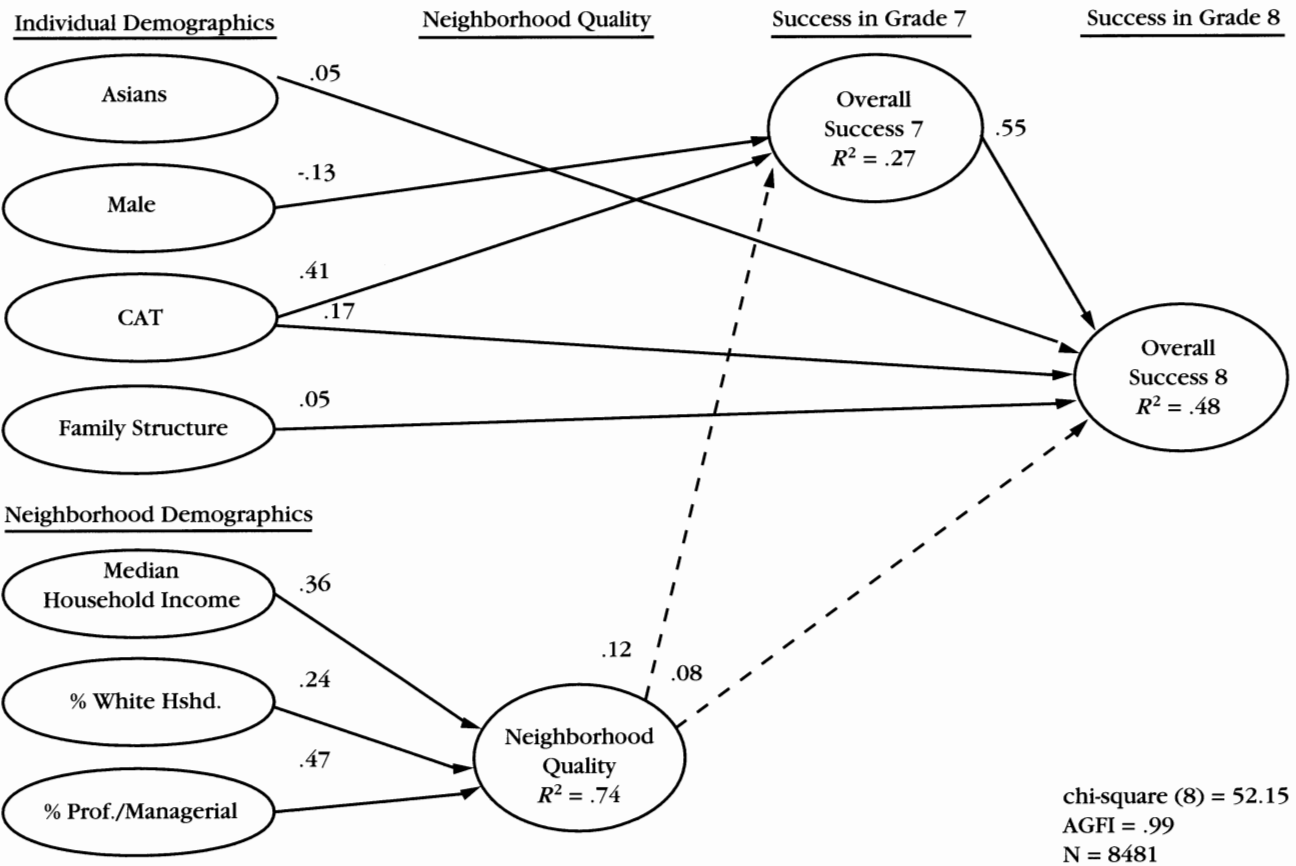 Individual Demographics
Neighborhood Quality
Success in Grade 7
Success in Grade 8
Asians
.05
Overall
Success 7
R² = .27
.55
Male
-.13
CAT
.41
.17
Overall
Success 8
R² = .48
Family Structure
.05
Neighborhood Demographics
Median
Household Income
.36
% White Hshd.
.24
% Prof./Managerial
.47
.12
.08
Neighborhood
Quality
R² = .74
chi-square (8) = 52.15
AGFI = .99
N = 8481